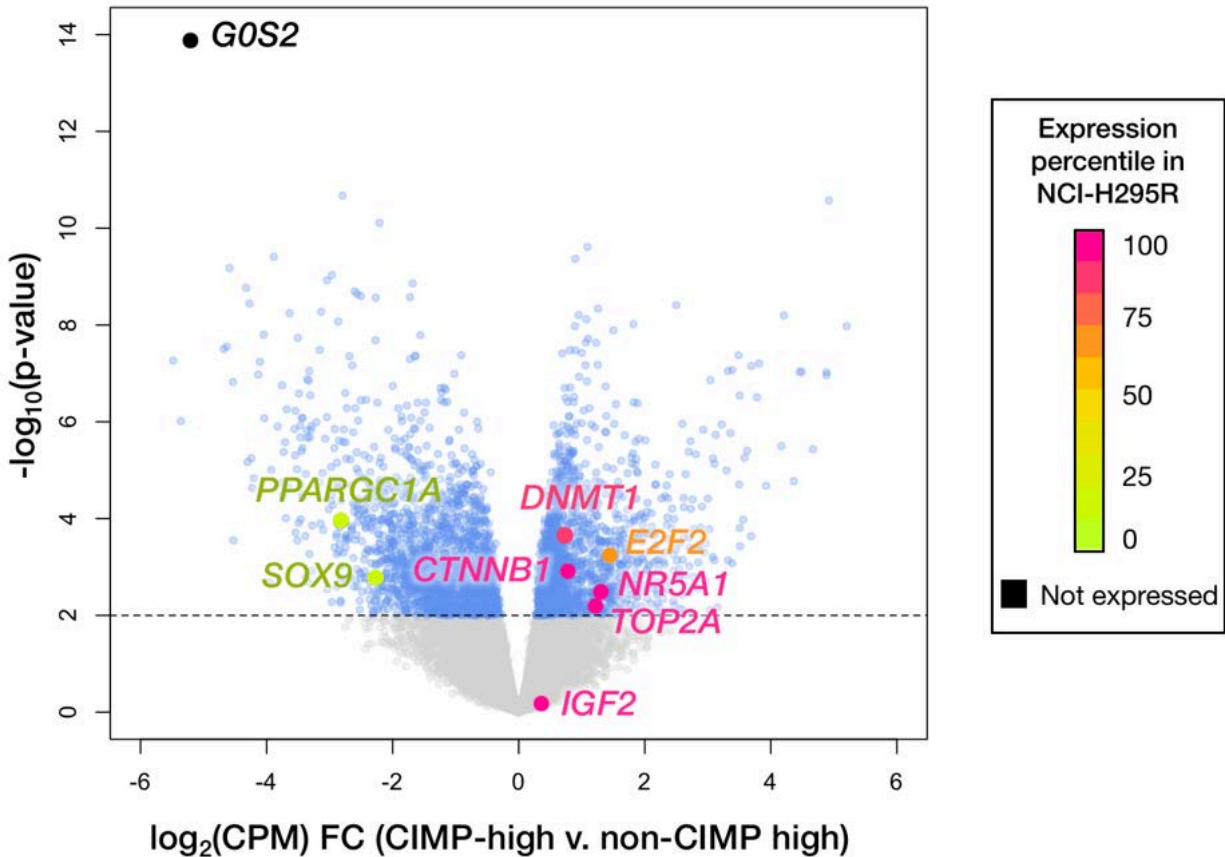 14
12
10
8
6
4
2
0
-log₁₀(p-value)
G0S2
PPARGC1A
SOX9
DNMT1
E2F2
CTNNB1
NR5A1
TOP2A
IGF2
-6 -4 -2 0 2 4 6
log₂(CPM) FC (CIMP-high v. non-CIMP high)
Expression
percentile in
NCI-H295R
100
75
50
25
0
Not expressed